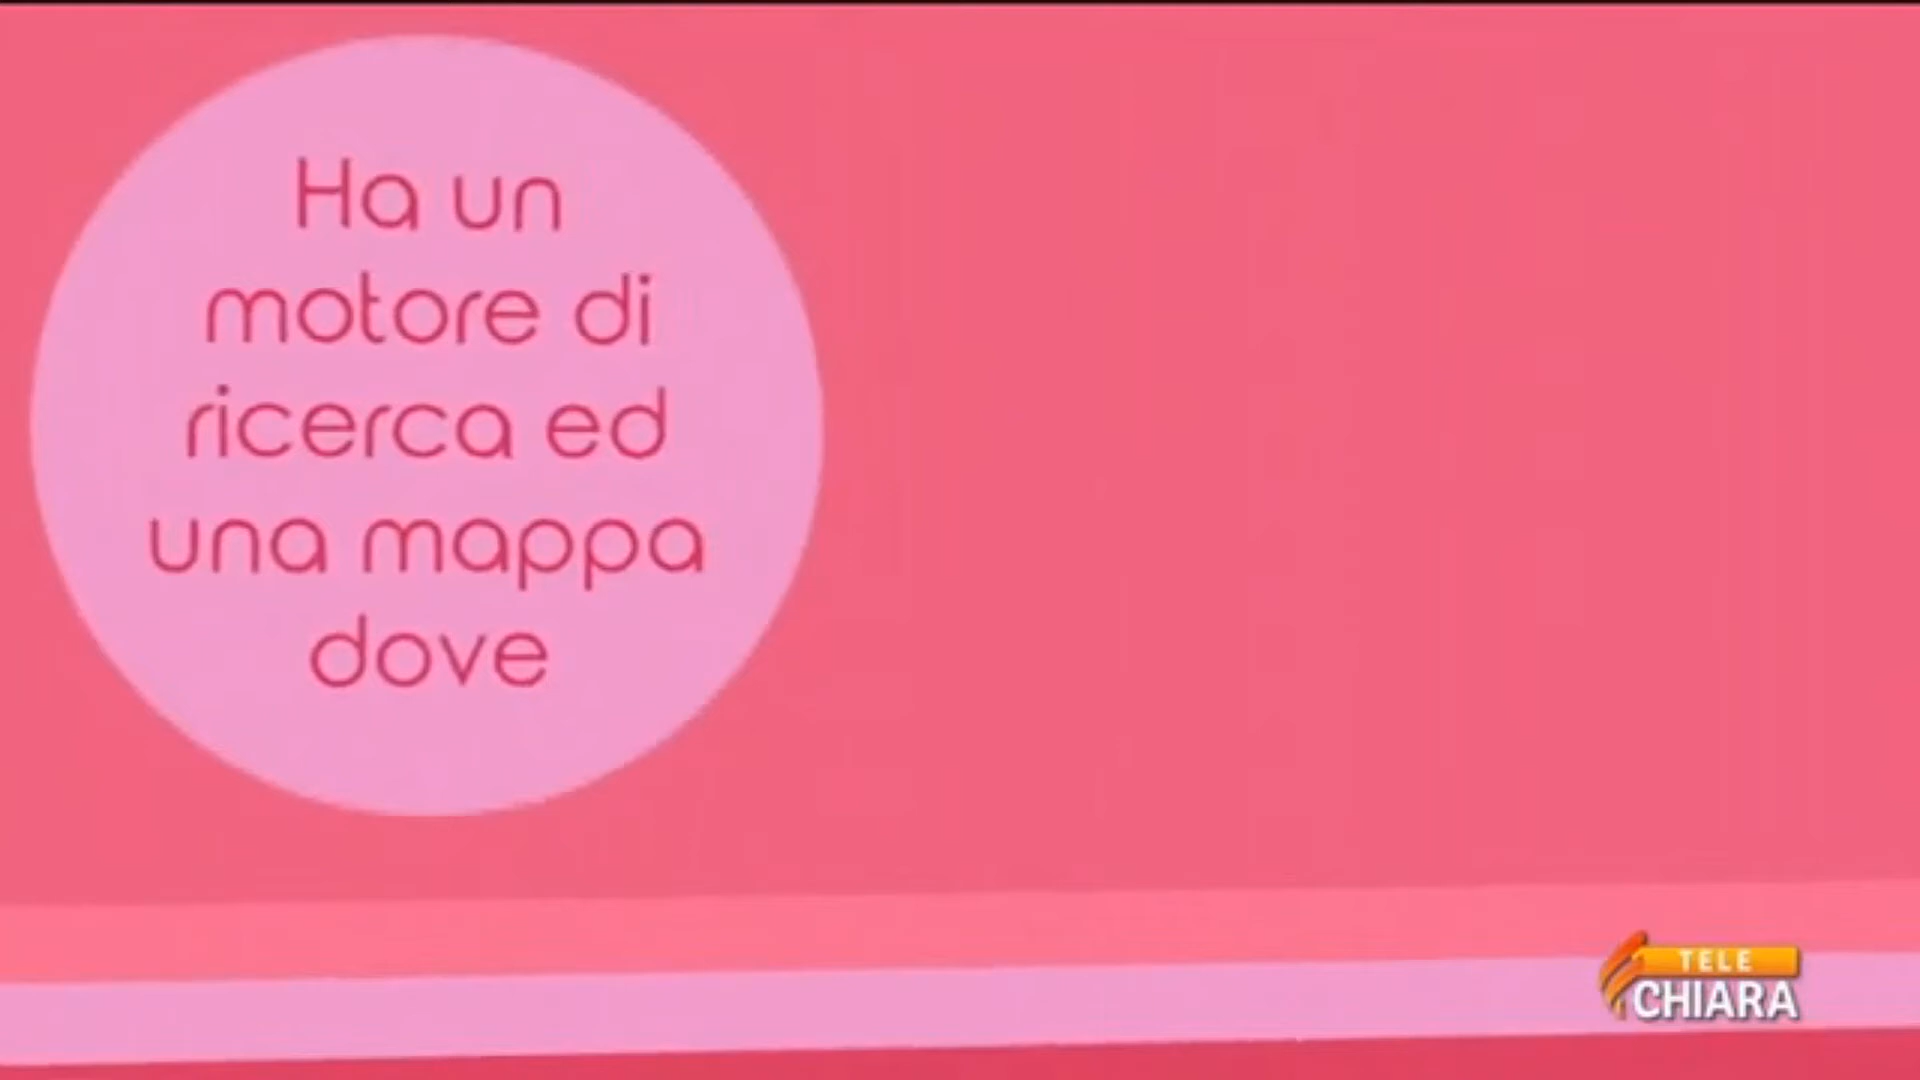 Ha un
motore di
ricerca ed
una mappa
dove
TELE
CHIARA